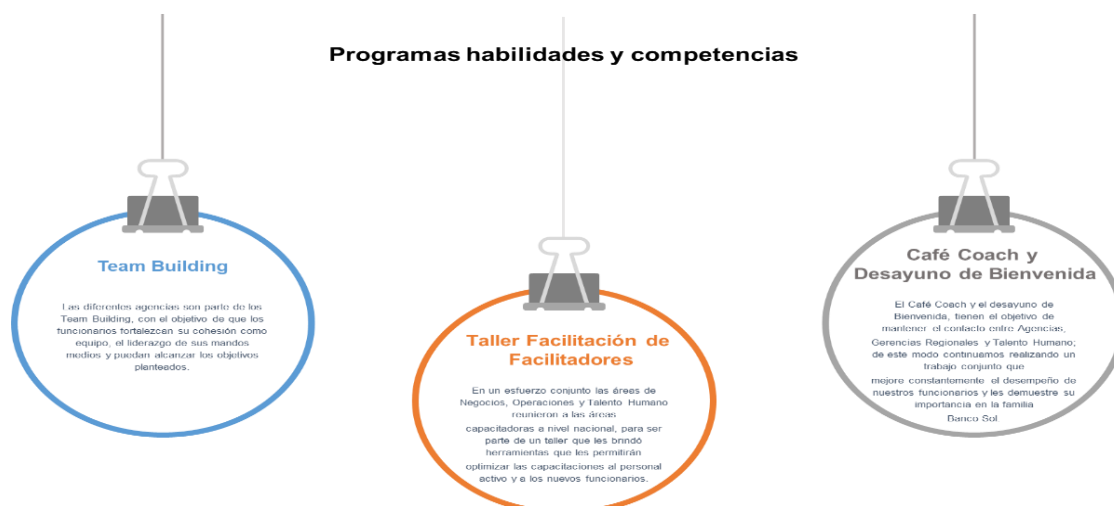 Programas habilidades y competencias
Team Building
Las diferentes agencias son parte de los
Team Building, con el objetivo de que los
funcionarios fortalezcan su cohesión como
equipo, el liderazgo de sus mandos
medios y puedan alcanzar los objetivos
planteados.
Taller Facilitación de
Facilitadores
En un esfuerzo conjunto las áreas de
Negocios, Operaciones y Talento Humano
reunieron a las áreas
capacitadoras a nivel nacional, para ser
parte de un taller que les brindó
herramientas que les permitirán
optimizar las capacitaciones al personal
activo y a los nuevos funcionarios.
Café Coach y
Desayuno de Bienvenida
El Café Coach y el desayuno de
Bienvenida, tienen el objetivo de
mantener el contacto entre Agencias,
Gerencias Regionales y Talento Humano;
de este modo continuamos realizando un
trabajo conjunto que
mejore constantemente el desempeño de
nuestros funcionarios y les demuestre su
importancia en la familia
Banco Sol.